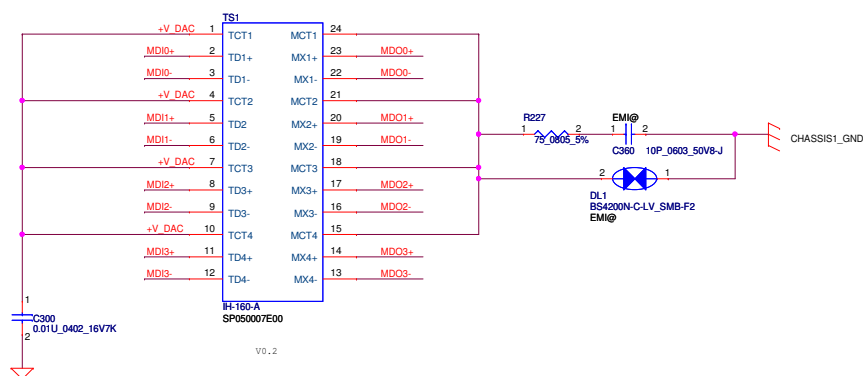 TS1
+V_DAC 1 TCT1 MCT1 24
MDI0+ 2 TD1+ MX1+ 23 MDO0+
MDI0- 3 TD1- MX1- 22 MDO0-
+V_DAC 4 TCT2 MCT2 21
MDI1+ 5 TD2 MX2+ 20 MDO1+
MDI1- 6 TD2- MX2- 19 MDO1-
+V_DAC 7 TCT3 MCT3 18
MDI2+ 8 TD3+ MX3+ 17 MDO2+
MDI2- 9 TD3- MX3- 16 MDO2-
+V_DAC 10 TCT4 MCT4 15
MDI3+ 11 TD4+ MX4+ 14 MDO3+
MDI3- 12 TD4- MX4- 13 MDO3-
IH-160-A
SP050007E00
V0.2
1
C300
0.01U_0402_16V7K
2
R227
1 2
75_0805_5%
EMI@
1 2
C360 10P_0603_50V8-J
CHASSIS1_GND
2 1
DL1
BS4200N-C-LV_SMB-F2
EMI@